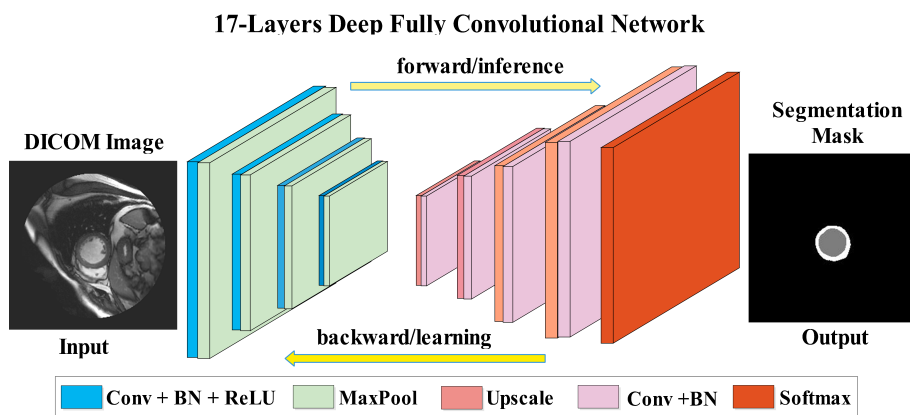 17-Layers Deep Fully Convolutional Network
forward/inference
Segmentation
Mask
DICOM Image
Input
backward/learning
Output
Conv + BN + ReLU
MaxPool
Upscale
Conv +BN
Softmax